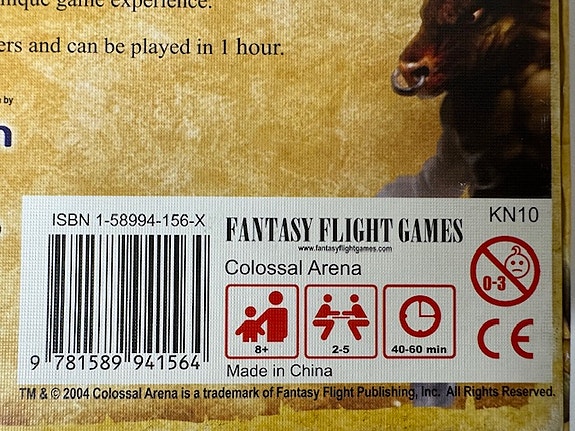 game experience.
and can be played in 1 hour.
by
ISBN 1-58994-156-X
FANTASY FLIGHT GAMES
www.fantasyflightgames.com
KN10
Colossal Arena
0-3
8+
2-5
40-60 min
CE
9 781589 941564
Made in China
TM & © 2004 Colossal Arena is a trademark of Fantasy Flight Publishing, inc. All Rights Reserved.